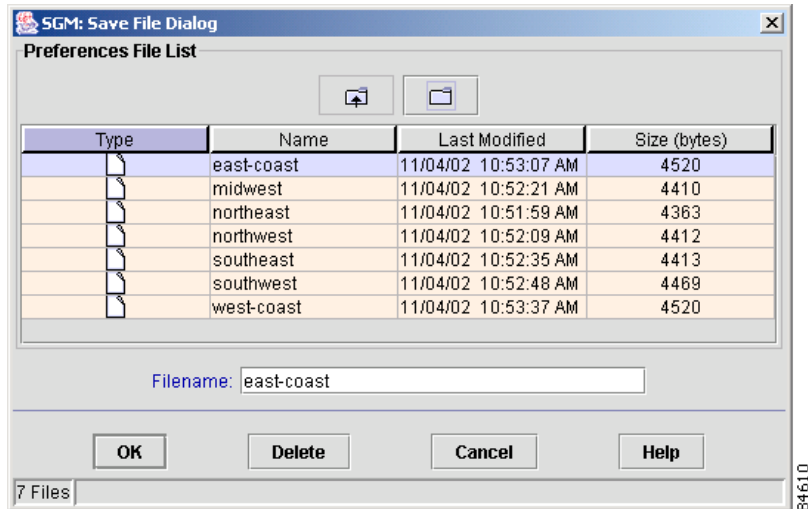 SGM: Save File Dialog
Preferences File List
Type Name Last Modified Size (bytes)
east-coast 11/04/02 10:53:07 AM 4520
midwest 11/04/02 10:52:21 AM 4410
northeast 11/04/02 10:51:59 AM 4363
northwest 11/04/02 10:52:09 AM 4412
southeast 11/04/02 10:52:35 AM 4413
southwest 11/04/02 10:52:48 AM 4469
west-coast 11/04/02 10:53:37 AM 4520
Filename: east-coast
OK Delete Cancel Help
7 Files
84610